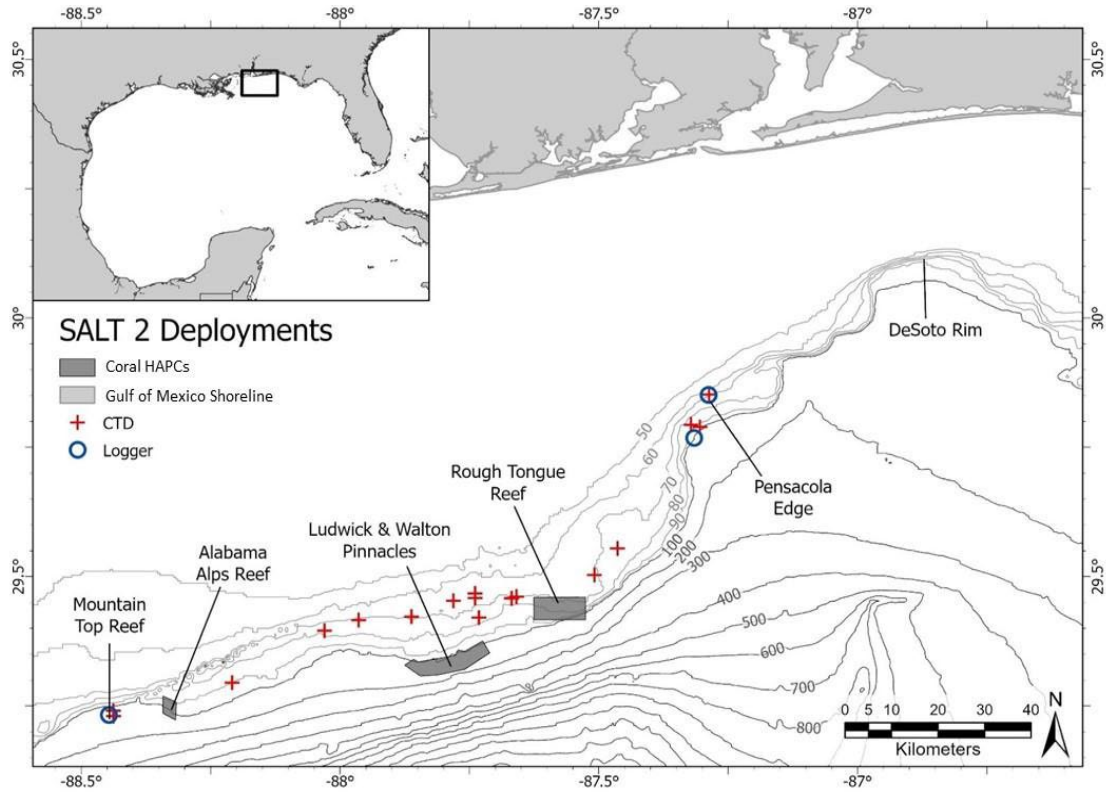 -88.5°
-88°
-87.5°
-87°
30.5°
30.5°
SALT 2 Deployments
Coral HAPCs
Gulf of Mexico Shoreline
CTD
Logger
30°
30°
DeSoto Rim
50
60
70
80
90
100
200
300
Pensacola
Edge
Rough Tongue
Reef
Ludwick & Walton
Pinnacles
Alabama
Alps Reef
Mountain
Top Reef
29.5°
29.5°
400
500
600
700
800
0 5 10 20 30 40
Kilometers
N
-88.5°
-88°
-87.5°
-87°